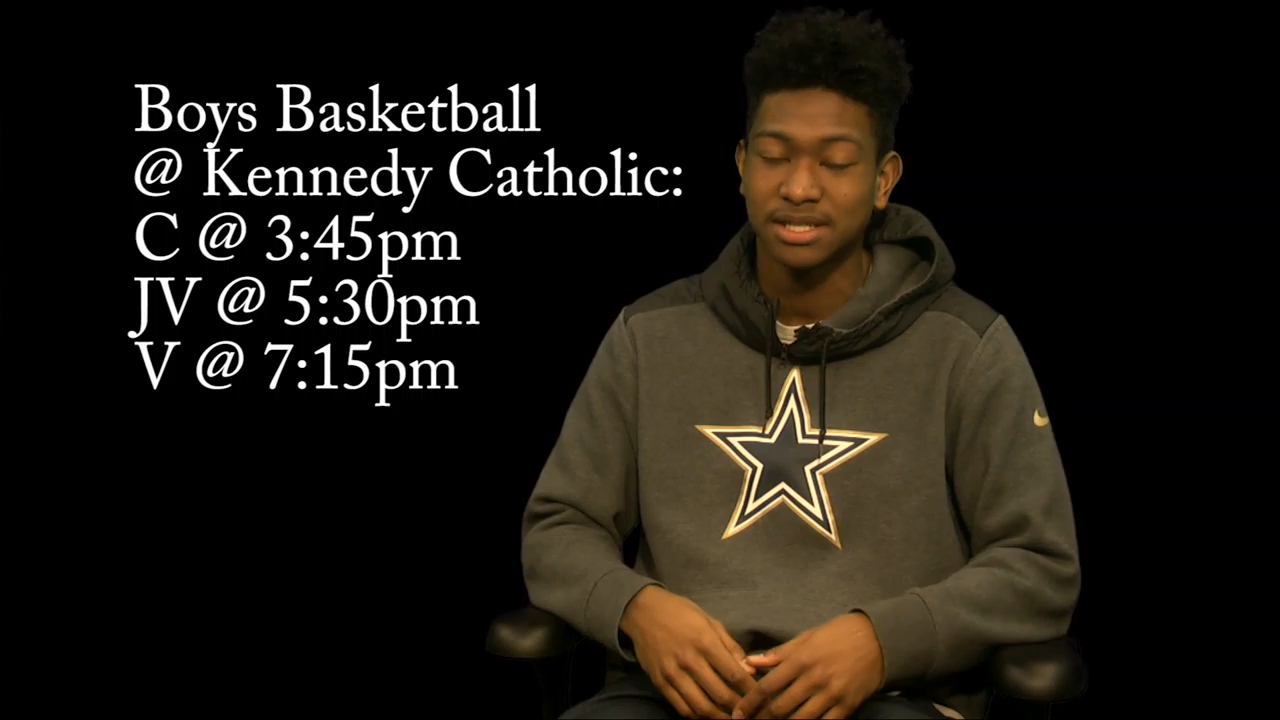 Boys Basketball
@ Kennedy Catholic:
C @ 3:45pm
JV @ 5:30pm
V @ 7:15pm